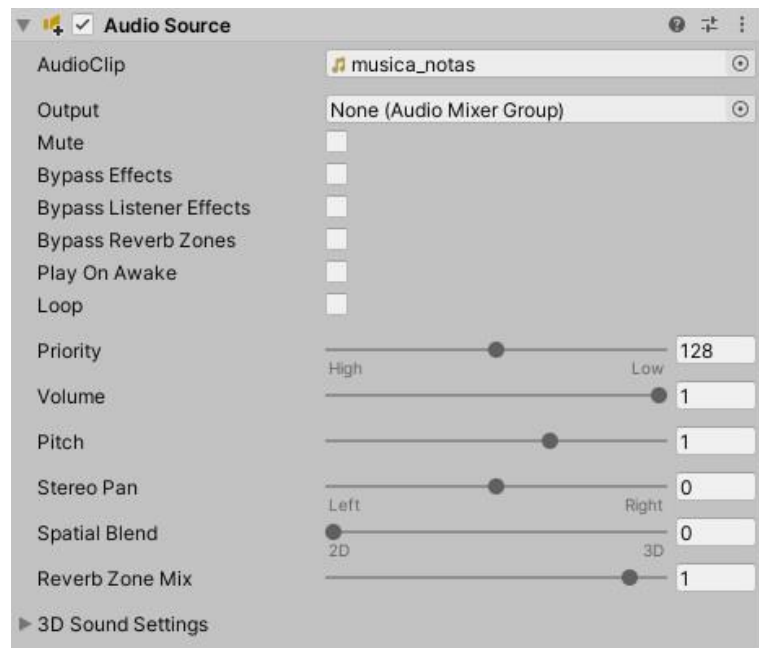 Audio Source
AudioClip musica_notas
Output None (Audio Mixer Group)
Mute
Bypass Effects
Bypass Listener Effects
Bypass Reverb Zones
Play On Awake
Loop
Priority 128
High Low
Volume 1
Pitch 1
Stereo Pan 0
Left Right
Spatial Blend 0
2D 3D
Reverb Zone Mix 1
3D Sound Settings